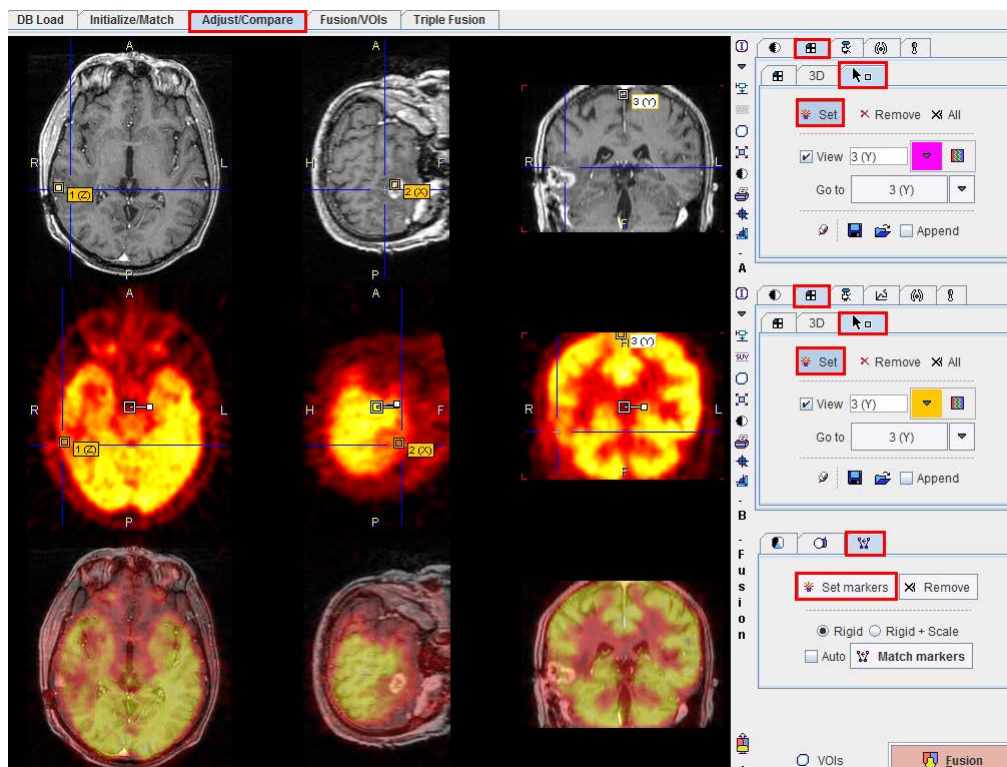 DB Load Initialize/Match Adjust/Compare Fusion/VOIs Triple Fusion
A A
3 (Y)
R L H F R L
1 (Z) 2 (X)
F
P P
3D
Set Remove All
View 3 (Y)
Go to 3 (Y)
Append
A
A A
3 (Y)
R L H F R L
1 (Z) 2 (X)
F
P P
SUV
3D
Set Remove All
View 3 (Y)
Go to 3 (Y)
Append
B
Fusion
Set markers Remove
Rigid Rigid + Scale
Auto Match markers
VOIs Fusion